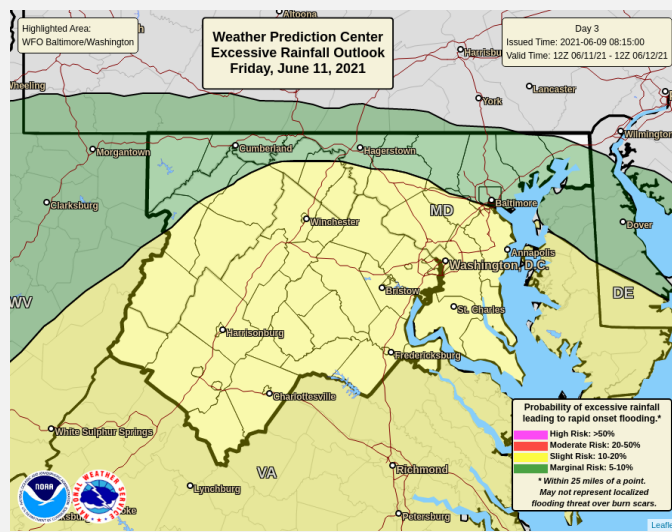 Highlighted Area:
WFO Baltimore/Washington
Weather Prediction Center
Excessive Rainfall Outlook
Friday, June 11, 2021
Day 3
Issued Time: 2021-06-09 08:15:00
Valid Time: 12Z 06/11/21 - 12Z 06/12/21
Altoona
Harrisbu
Wheeling
Lancaster
York
Wilmington
Morgantown
Cumberland
Hagerstown
Clarksburg
Baltimore
MD
Winchester
Dover
Annapolis
Washington, D.C.
WV
Bristow
DE
St. Charles
Harrisonburg
Fredericksburg
Charlottesville
White Sulphur Springs
VA
Richmond
Lynchburg
Petersburg
Probability of excessive rainfall
leading to rapid onset flooding.*
High Risk: >50%
Moderate Risk: 20-50%
Slight Risk: 10-20%
Marginal Risk: 5-10%
* Within 25 miles of a point.
May not represent localized
flooding threat over burn scars.
NOAA
Leafle